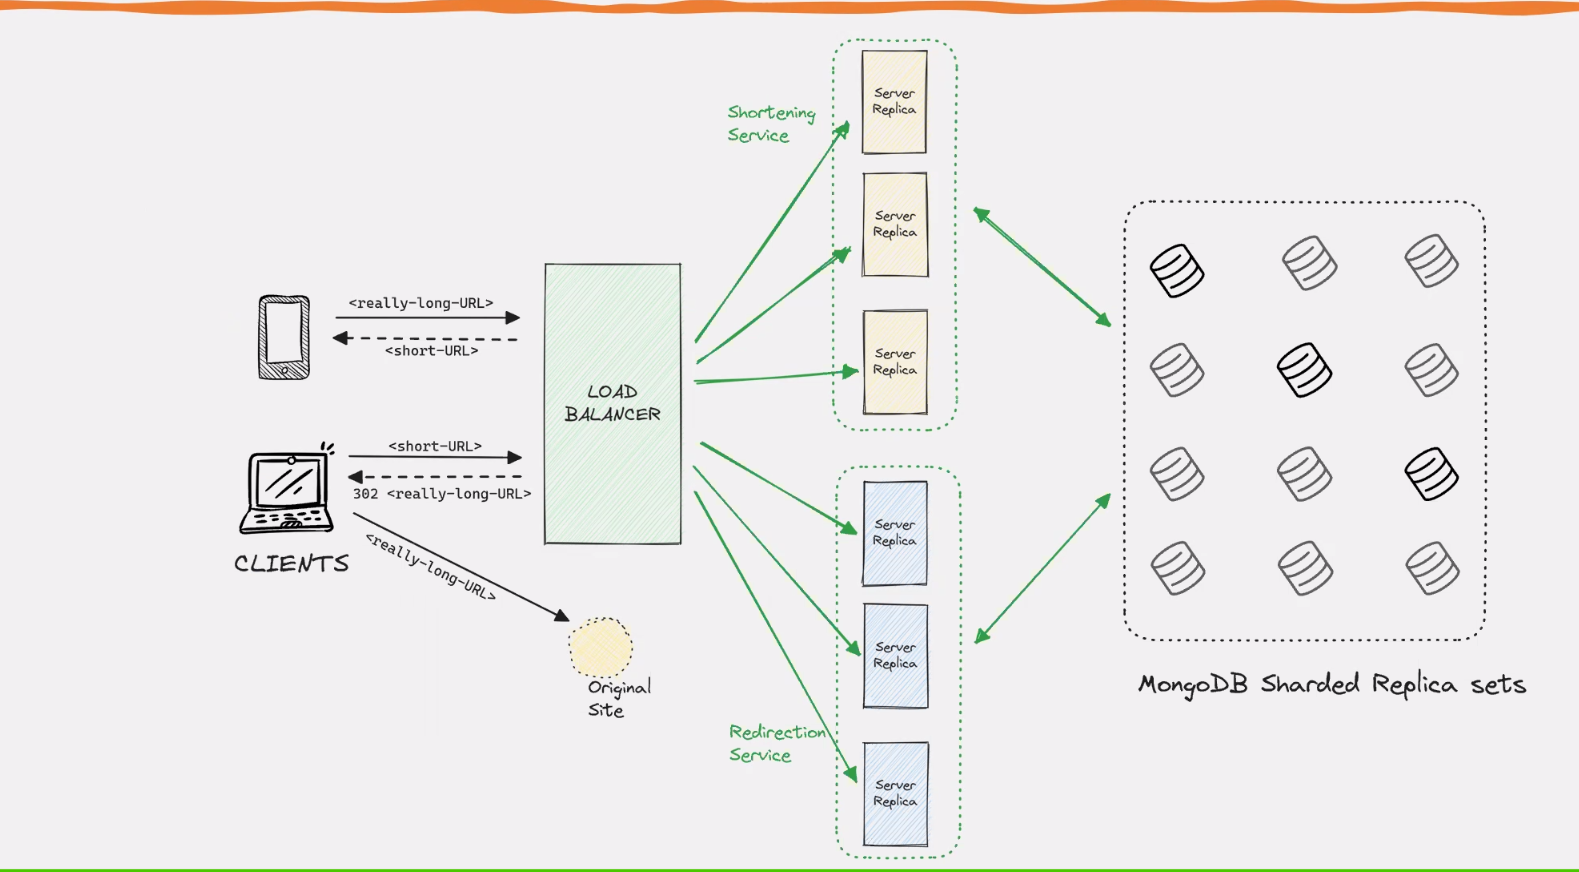 Shortening
Service
Server
Replica
Server
Replica
Server
Replica
<really-long-URL>
<short-URL>
LOAD
BALANCER
<short-URL>
302 <really-long-URL>
<really-long-URL>
CLIENTS
Original
Site
Server
Replica
Server
Replica
Redirection
Service
Server
Replica
MongoDB Sharded Replica sets